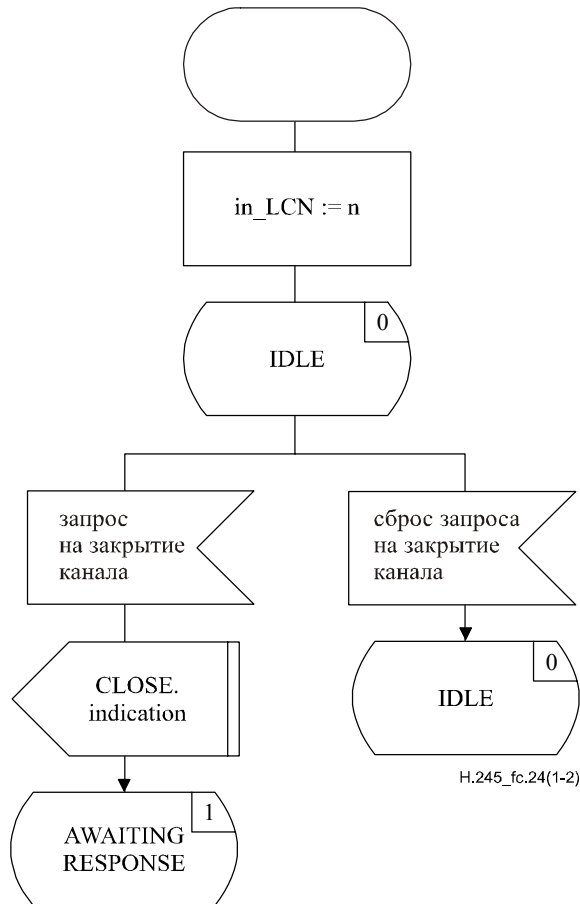 in_LCN := n
0
IDLE
запрос
на закрытие
канала
сброс запроса
на закрытие
канала
CLOSE.
indication
0
IDLE
H.245_fc.24(1-2)
1
AWAITING
RESPONSE